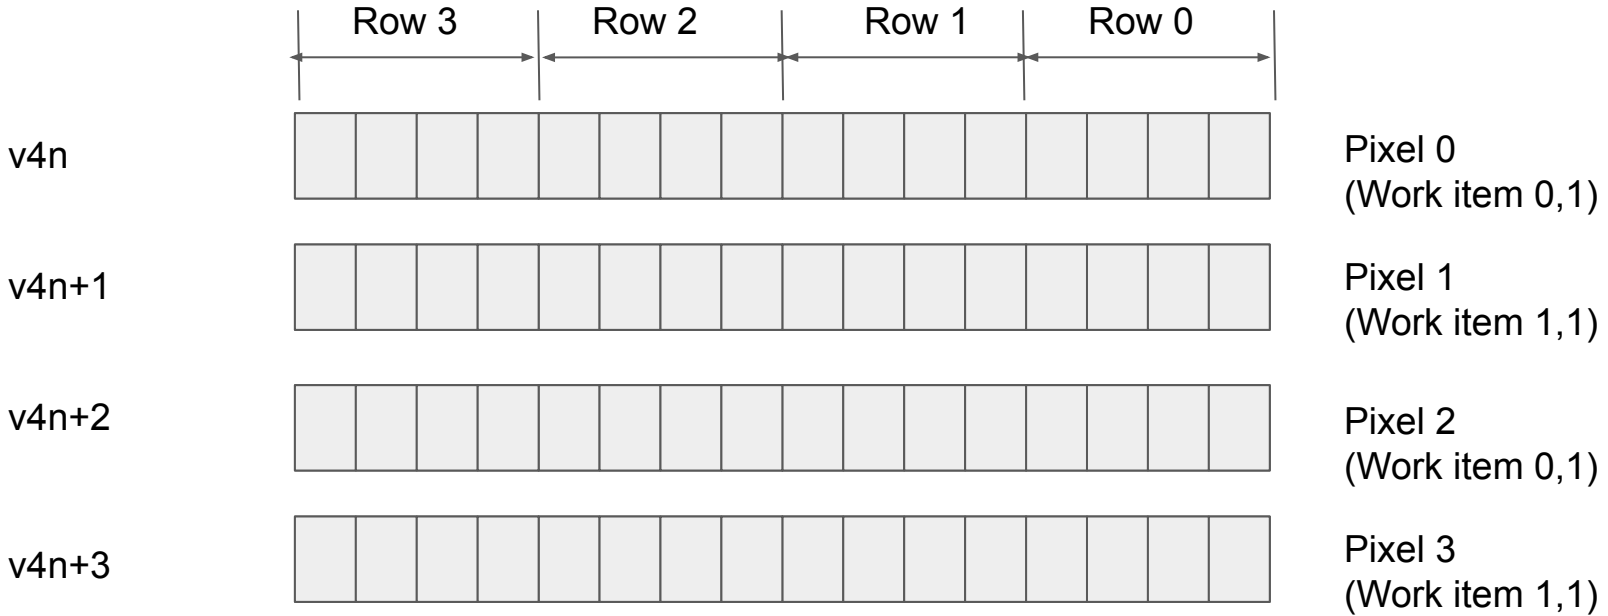 Row 3
Row 2
Row 1
Row 0
v4n
Pixel 0
(Work item 0,1)
v4n+1
Pixel 1
(Work item 1,1)
v4n+2
Pixel 2
(Work item 0,1)
v4n+3
Pixel 3
(Work item 1,1)